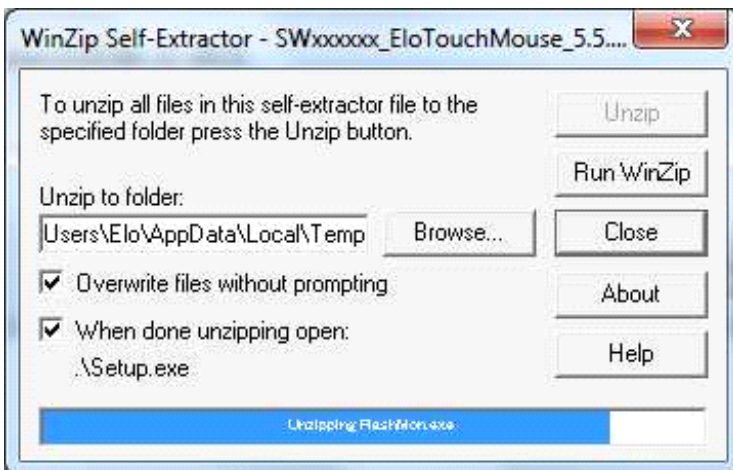 WinZip Self-Extractor - SWxxxxxx_EloTouchMouse_5.5....
To unzip all files in this self-extractor file to the
specified folder press the Unzip button.
Unzip
Run WinZip
Unzip to folder:
Users\Elo\AppData\Local\Temp
Browse...
Close
Overwrite files without prompting
About
When done unzipping open:
.\Setup.exe
Help
Unzipping FlashMon.exe